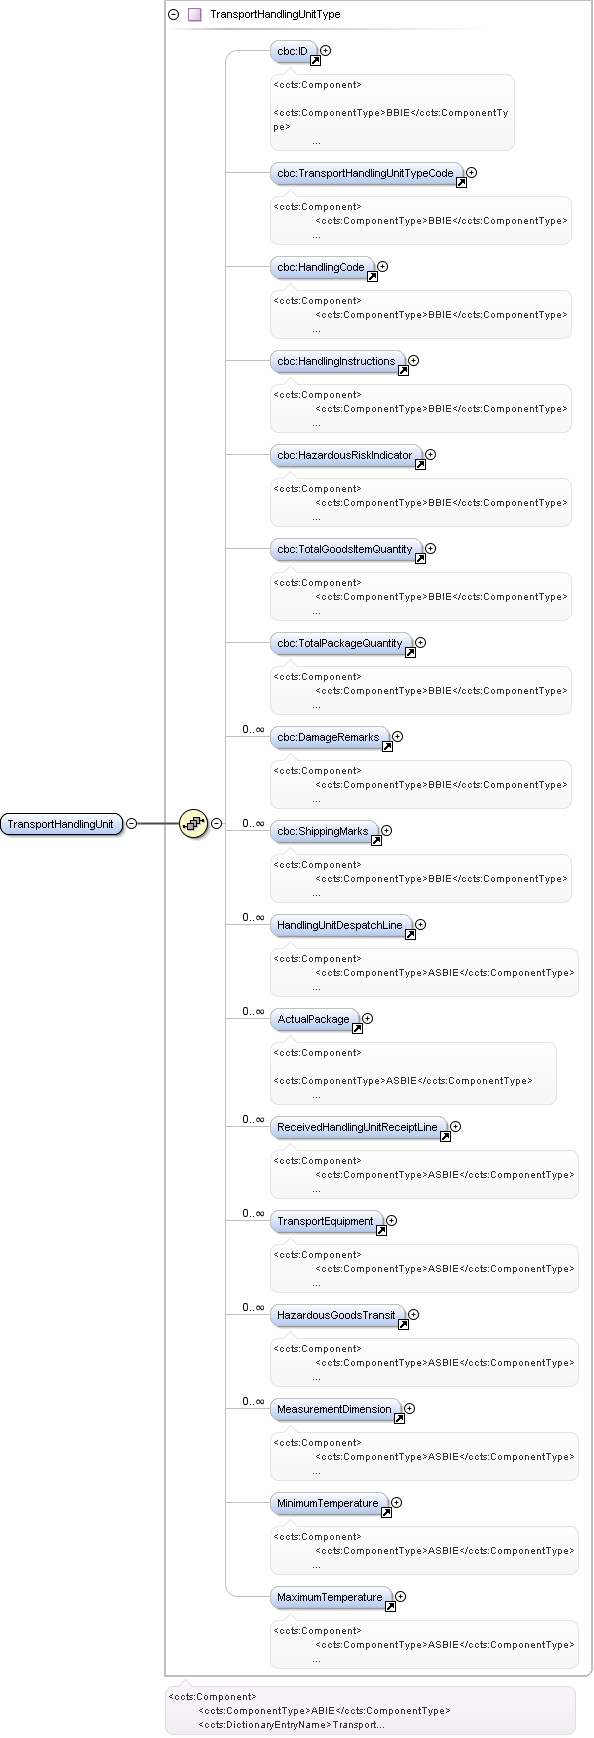 TransportHandlingUnitType
cbc:ID
<ccts:Component>
<ccts:ComponentType>BBIE</ccts:ComponentTy
pe>
...
cbc:TransportHandlingUnitTypeCode
<ccts:Component>
<ccts:ComponentType>BBIE</ccts:ComponentType>
...
cbc:HandlingCode
<ccts:Component>
<ccts:ComponentType>BBIE</ccts:ComponentType>
...
cbc:HandlingInstructions
<ccts:Component>
<ccts:ComponentType>BBIE</ccts:ComponentType>
...
cbc:HazardousRiskIndicator
<ccts:Component>
<ccts:ComponentType>BBIE</ccts:ComponentType>
...
cbc:TotalGoodsItemQuantity
<ccts:Component>
<ccts:ComponentType>BBIE</ccts:ComponentType>
...
cbc:TotalPackageQuantity
<ccts:Component>
<ccts:ComponentType>BBIE</ccts:ComponentType>
...
0..∞
cbc:DamageRemarks
<ccts:Component>
<ccts:ComponentType>BBIE</ccts:ComponentType>
...
TransportHandlingUnit
0..∞
cbc:ShippingMarks
<ccts:Component>
<ccts:ComponentType>BBIE</ccts:ComponentType>
...
0..∞
HandlingUnitDespatchLine
<ccts:Component>
<ccts:ComponentType>ASBIE</ccts:ComponentType>
...
0..∞
ActualPackage
<ccts:Component>
<ccts:ComponentType>ASBIE</ccts:ComponentType>
...
0..∞
ReceivedHandlingUnitReceiptLine
<ccts:Component>
<ccts:ComponentType>ASBIE</ccts:ComponentType>
...
0..∞
TransportEquipment
<ccts:Component>
<ccts:ComponentType>ASBIE</ccts:ComponentType>
...
0..∞
HazardousGoodsTransit
<ccts:Component>
<ccts:ComponentType>ASBIE</ccts:ComponentType>
...
0..∞
MeasurementDimension
<ccts:Component>
<ccts:ComponentType>ASBIE</ccts:ComponentType>
...
MinimumTemperature
<ccts:Component>
<ccts:ComponentType>ASBIE</ccts:ComponentType>
...
MaximumTemperature
<ccts:Component>
<ccts:ComponentType>ASBIE</ccts:ComponentType>
...
<ccts:Component>
<ccts:ComponentType>ABIE</ccts:ComponentType>
<ccts:DictionaryEntryName>Transport...